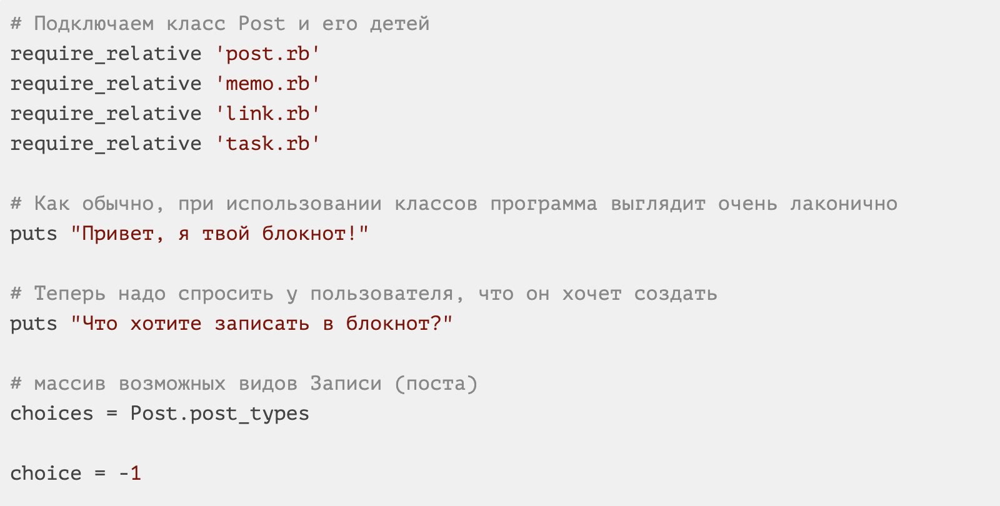 # Подключаем класс Post и его детей
require_relative 'post.rb'
require_relative 'memo.rb'
require_relative 'link.rb'
require_relative 'task.rb'
# Как обычно, при использовании классов программа выглядит очень лаконично
puts "Привет, я твой блокнот!"
# Теперь надо спросить у пользователя, что он хочет создать
puts "Что хотите записать в блокнот?"
# массив возможных видов Записи (поста)
choices = Post.post_types
choice = -1